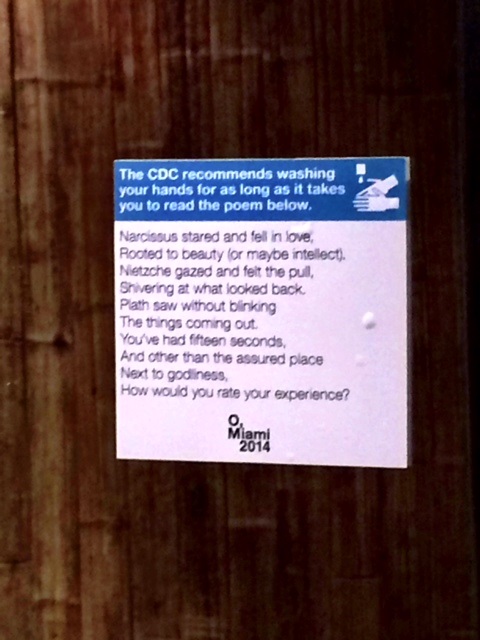 The CDC recommends washing
your hands for as long as it takes
you to read the poem below.
Narcissus stared and fell in love,
Rooted to beauty (or maybe intellect).
Nietzche gazed and felt the pull,
Shivering at what looked back.
Plath saw without blinking
The things coming out.
You've had fifteen seconds,
And other than the assured place
Next to godliness,
How would you rate your experience?
O,
Miami
2014